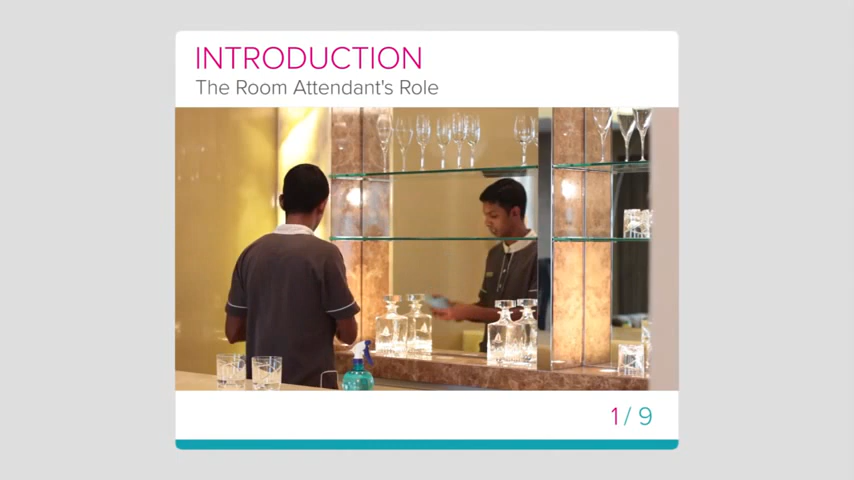 INTRODUCTION
The Room Attendant's Role
1 / 9